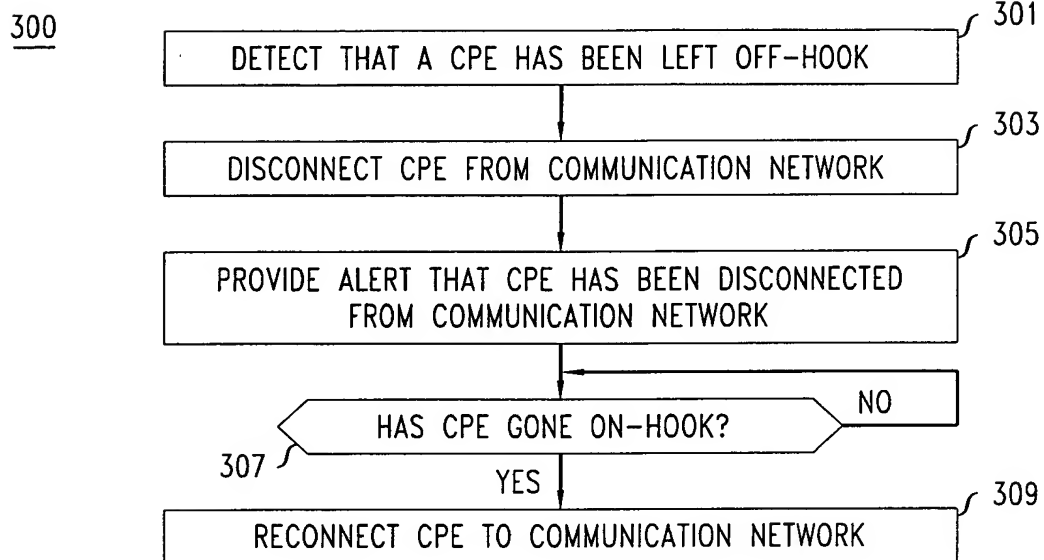 300
301
DETECT THAT A CPE HAS BEEN LEFT OFF-HOOK
303
DISCONNECT CPE FROM COMMUNICATION NETWORK
305
PROVIDE ALERT THAT CPE HAS BEEN DISCONNECTED
FROM COMMUNICATION NETWORK
HAS CPE GONE ON-HOOK?
NO
307
YES
309
RECONNECT CPE TO COMMUNICATION NETWORK